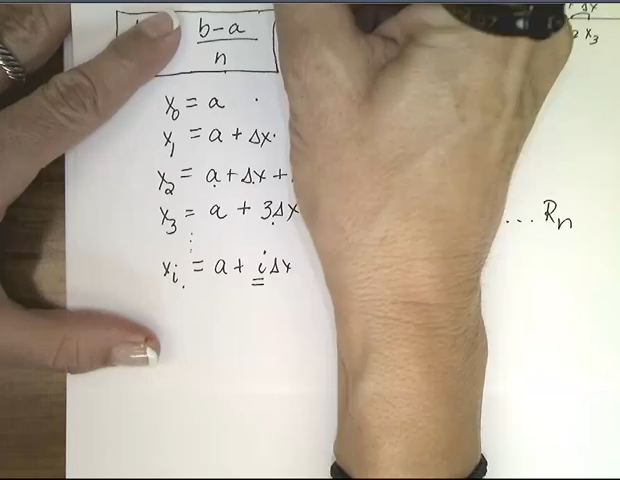 b-a
n
Δx
x₃
x₀ = a
x₁ = a + Δx
x₂ = a + Δx +
x₃ = a + 3Δx
⋮
... Rₙ
xᵢ = a + iΔx